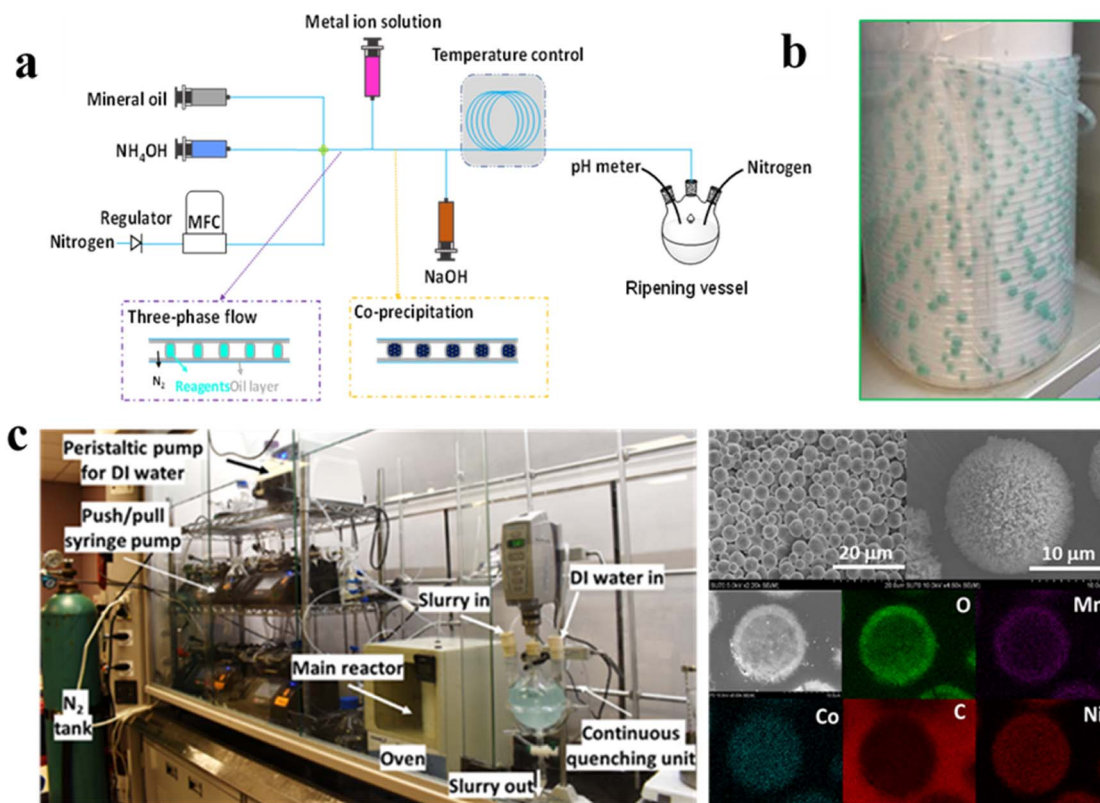 a
Metal ion solution
Temperature control
Mineral oil
NH₄OH
Regulator
MFC
Nitrogen
NaOH
pH meter
Nitrogen
Ripening vessel
Three-phase flow
N₂
Reagents
Oil layer
Co-precipitation
b
c
Peristaltic pump
for DI water
Push/pull
syringe pump
N₂
tank
Slurry in
DI water in
Main reactor
Oven
Continuous
quenching unit
Slurry out
20 μm
10 μm
O
Mn
Co
C
Ni